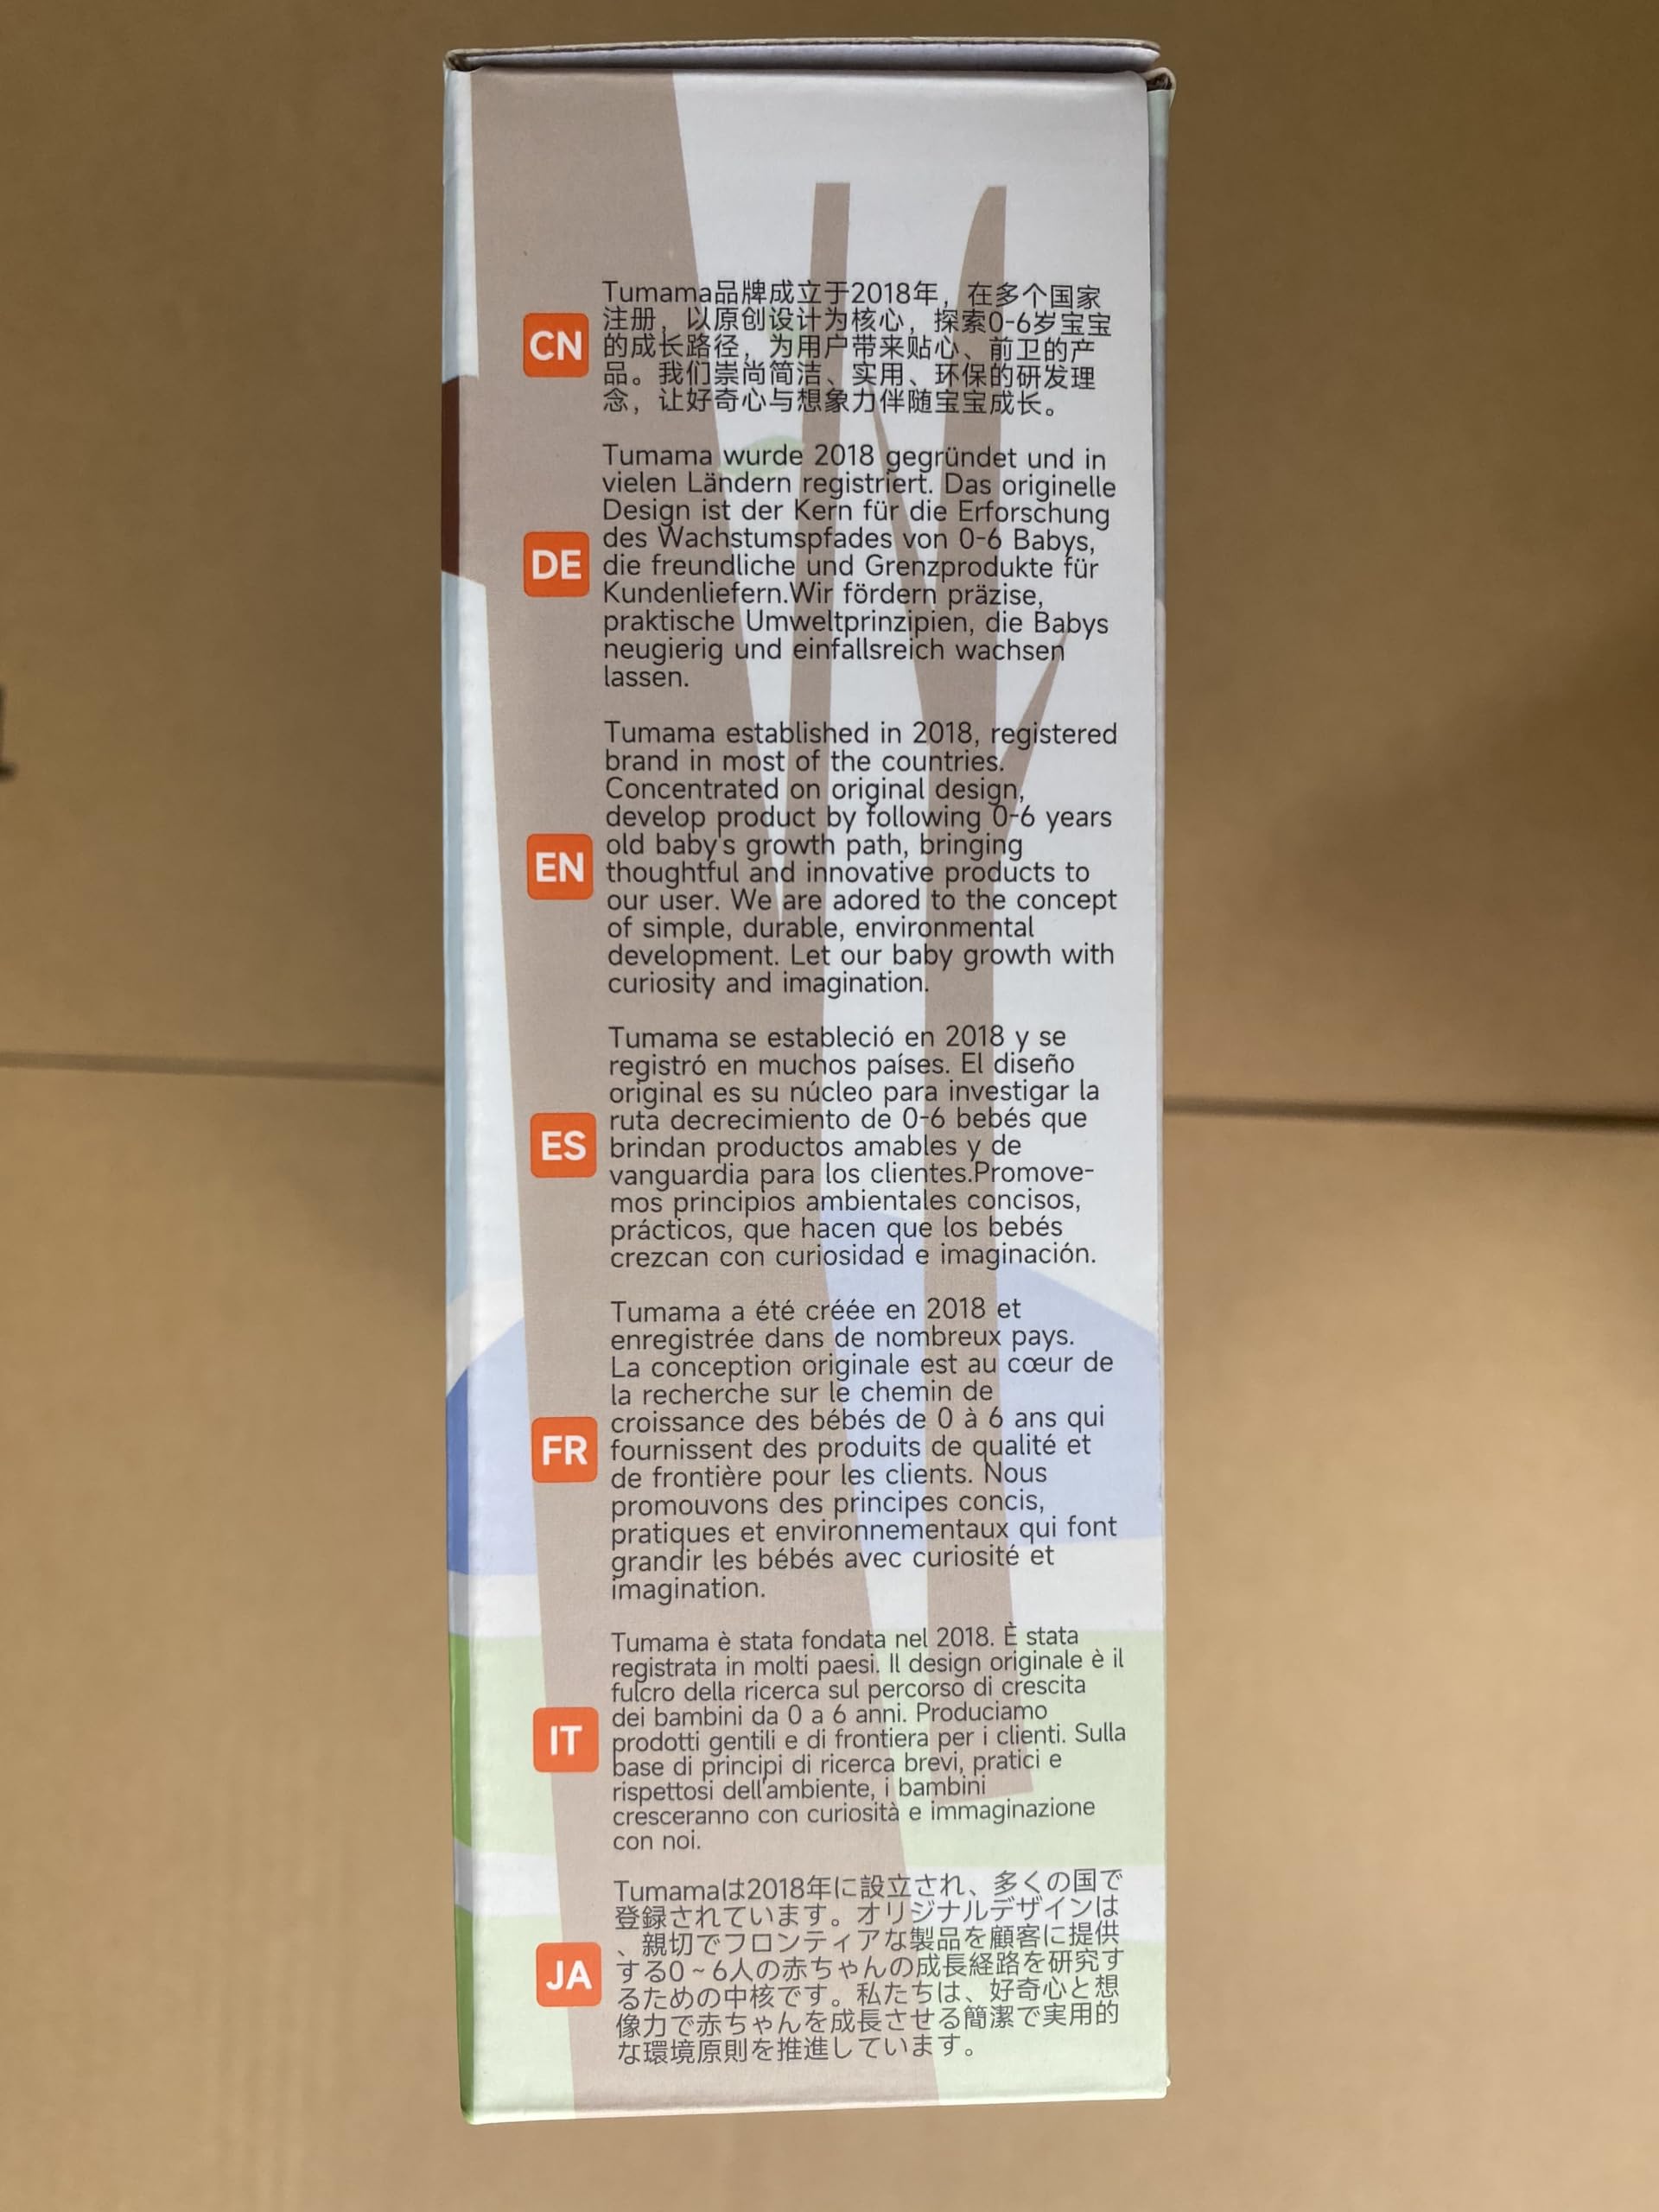 CN
Tumama品牌成立于2018年，在多个国家
注册，以原创设计为核心，探索0-6岁宝宝
的成长路径，为用户带来贴心、前卫的产
品。我们崇尚简洁、实用、环保的研发理
念，让好奇心与想象力伴随宝宝成长。
DE
Tumama wurde 2018 gegründet und in
vielen Ländern registriert. Das originelle
Design ist der Kern für die Erforschung
des Wachstumspfades von 0-6 Babys,
die freundliche und Grenzprodukte für
Kundenliefern.Wir fördern präzise,
praktische Umweltprinzipien, die Babys
neugierig und einfallsreich wachsen
lassen.
EN
Tumama established in 2018, registered
brand in most of the countries.
Concentrated on original design,
develop product by following 0-6 years
old baby's growth path, bringing
thoughtful and innovative products to
our user. We are adored to the concept
of simple, durable, environmental
development. Let our baby growth with
curiosity and imagination.
ES
Tumama se estableció en 2018 y se
registró en muchos países. El diseño
original es su núcleo para investigar la
ruta decrecimiento de 0-6 bebés que
brindan productos amables y de
vanguardia para los clientes.Promove-
mos principios ambientales concisos,
prácticos, que hacen que los bebés
crezcan con curiosidad e imaginación.
FR
Tumama a été créée en 2018 et
enregistrée dans de nombreux pays.
La conception originale est au cœur de
la recherche sur le chemin de
croissance des bébés de 0 à 6 ans qui
fournissent des produits de qualité et
de frontière pour les clients. Nous
promouvons des principes concis,
pratiques et environnementaux qui font
grandir les bébés avec curiosité et
imagination.
IT
Tumama è stata fondata nel 2018. È stata
registrata in molti paesi. Il design originale è il
fulcro della ricerca sul percorso di crescita
dei bambini da 0 a 6 anni. Produciamo
prodotti gentili e di frontiera per i clienti. Sulla
base di principi di ricerca brevi, pratici e
rispettosi dell'ambiente, i bambini
cresceranno con curiosità e immaginazione
con noi.
JA
Tumamaは2018年に設立され、多くの国で
登録されています。オリジナルデザインは
、親切でフロンティアな製品を顧客に提供
する0~6人の赤ちゃんの成長経路を研究す
るための中核です。私たちは、好奇心と想
像力で赤ちゃんを成長させる簡潔で実用的
な環境原則を推進しています。